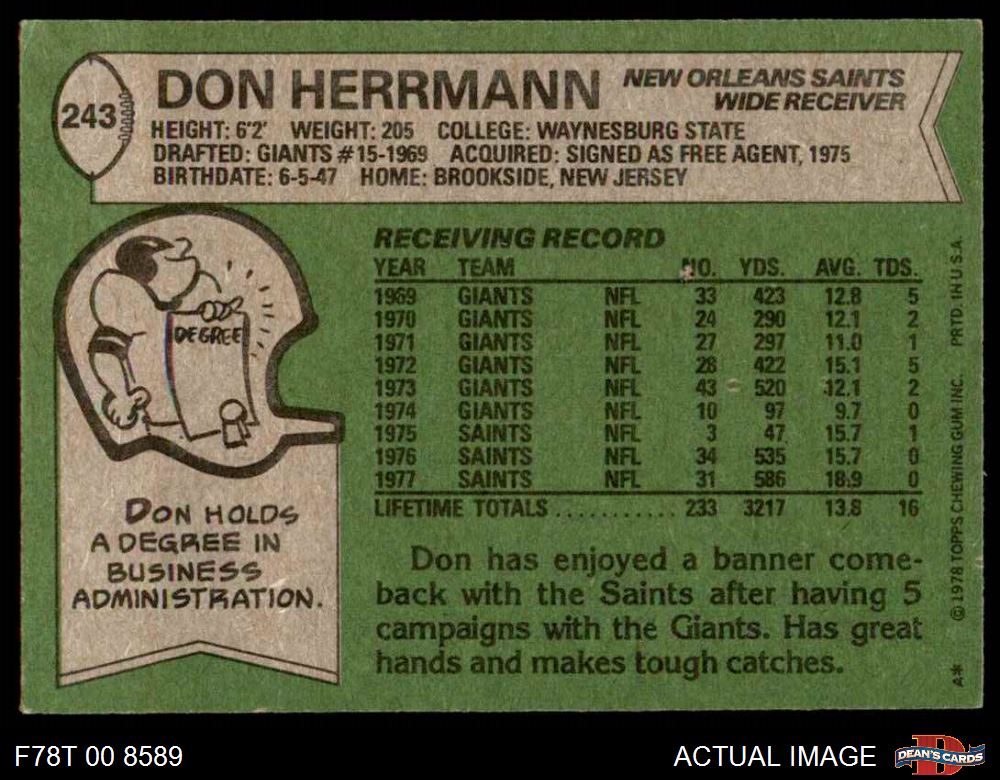 243
DON HERRMANN
NEW ORLEANS SAINTS
WIDE RECEIVER
HEIGHT: 6'2' WEIGHT: 205 COLLEGE: WAYNESBURG STATE
DRAFTED: GIANTS #15-1969 ACQUIRED: SIGNED AS FREE AGENT, 1975
BIRTHDATE: 6-5-47 HOME: BROOKSIDE, NEW JERSEY
DEGREE
DON HOLDS
A DEGREE IN
BUSINESS
ADMINISTRATION.
RECEIVING RECORD
YEAR TEAM NO. YDS. AVG. TDS.
1969 GIANTS NFL 33 423 12.8 5
1970 GIANTS NFL 24 290 12.1 2
1971 GIANTS NFL 27 297 11.0 1
1972 GIANTS NFL 28 422 15.1 5
1973 GIANTS NFL 43 520 12.1 2
1974 GIANTS NFL 10 97 9.7 0
1975 SAINTS NFL 3 47 15.7 1
1976 SAINTS NFL 34 535 15.7 0
1977 SAINTS NFL 31 586 18.9 0
LIFETIME TOTALS ........... 233 3217 13.8 16
Don has enjoyed a banner come-
back with the Saints after having 5
campaigns with the Giants. Has great
hands and makes tough catches.
A* © 1978 TOPPS CHEWING GUM INC. PRTD. IN U.S.A.
F78T 00 8589
ACTUAL IMAGE
D
DEAN'S CARDS